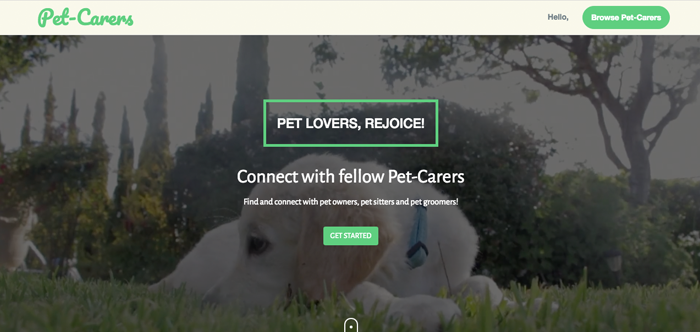 Pet-Carers
Hello,
Browse Pet-Carers
PET LOVERS, REJOICE!
Connect with fellow Pet-Carers
Find and connect with pet owners, pet sitters and pet groomers!
GET STARTED